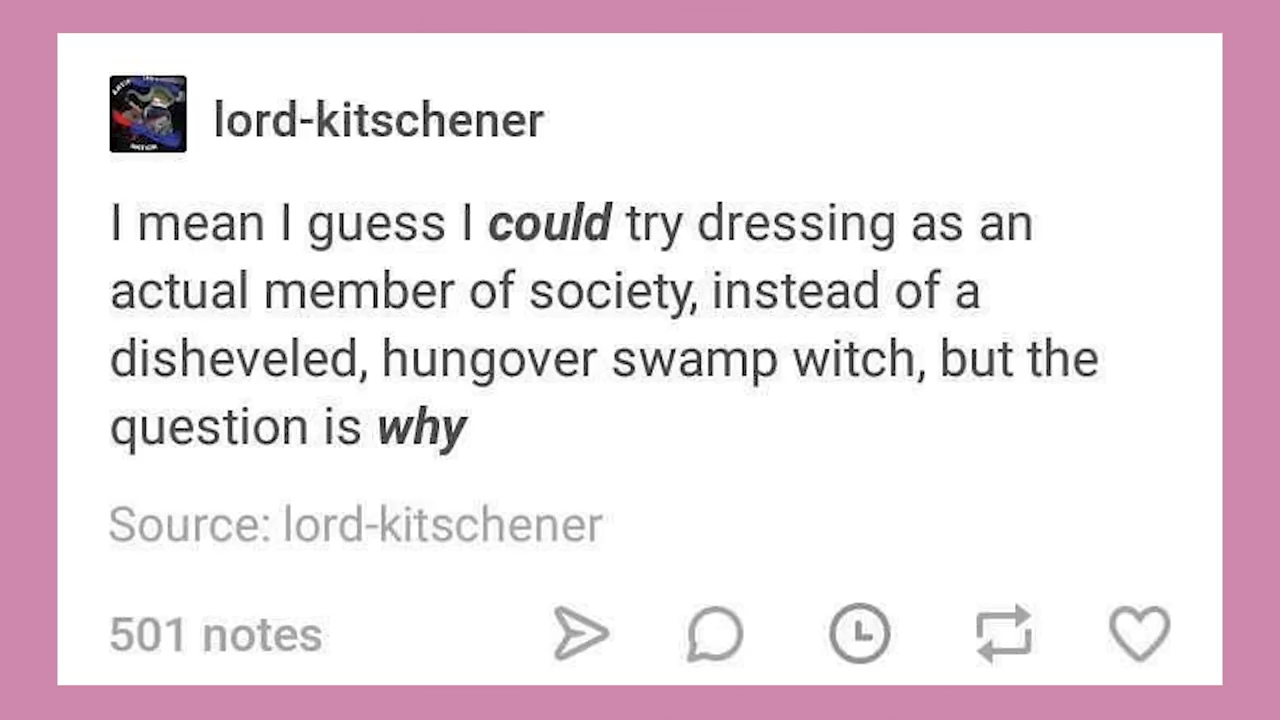 lord-kitschener
I mean I guess I could try dressing as an
actual member of society, instead of a
disheveled, hungover swamp witch, but the
question is why
Source: lord-kitschener
501 notes